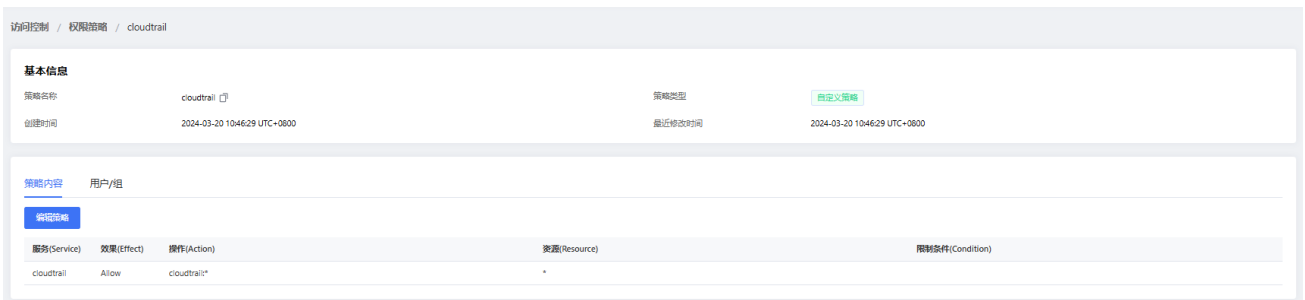 访问控制 / 权限策略 / cloudtrail
基本信息
策略名称 cloudtrail 策略类型 自定义策略
创建时间 2024-03-20 10:46:29 UTC+0800 最近修改时间 2024-03-20 10:46:29 UTC+0800
策略内容 用户/组
编辑策略
服务(Service) 效果(Effect) 操作(Action) 资源(Resource) 限制条件(Condition)
cloudtrail Allow cloudtrail:* *